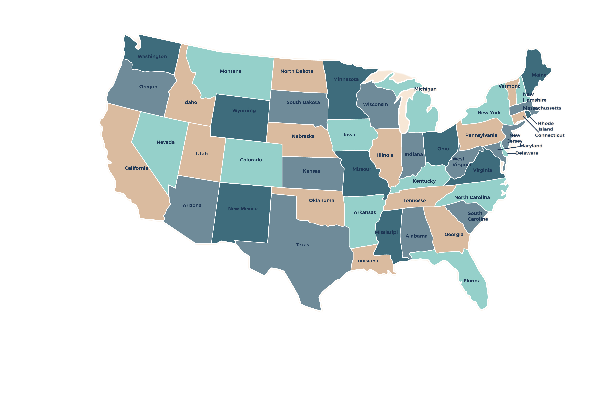 Washington
Montana
North Dakota
Minnesota
Maine
Oregon
Idaho
Wyoming
South Dakota
Wisconsin
Michigan
Vermont
New
Hampshire
Massachusetts
New York
Rhode
Island
Connecticut
Nevada
Utah
Colorado
Nebraska
Iowa
Illinois
Indiana
Ohio
Pennsylvania
New
Jersey
Maryland
Delaware
California
Kansas
Missouri
Kentucky
West
Virginia
Virginia
Arizona
New Mexico
Oklahoma
Arkansas
Tennesse
North Carolina
South
Carolina
Texas
Louisiana
Mississippi
Alabama
Georgia
Florida